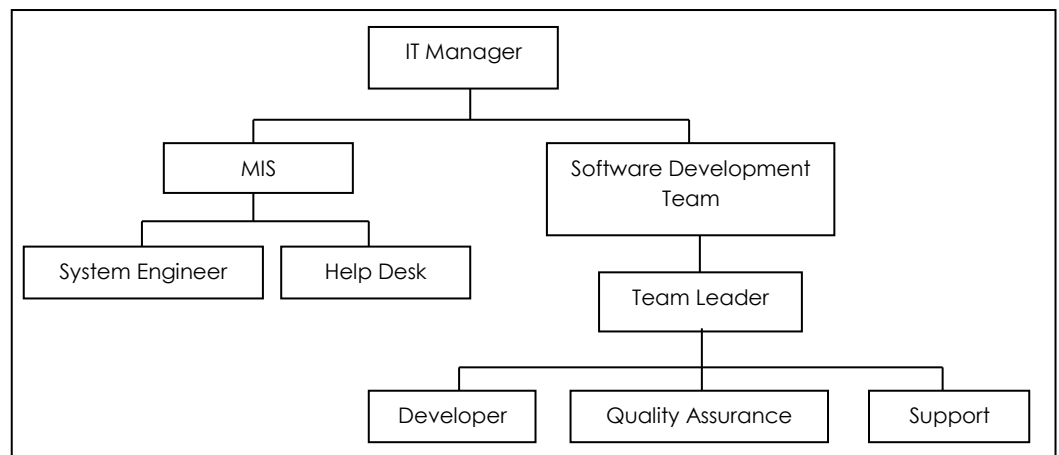 IT Manager
MIS
Software Development
Team
System Engineer
Help Desk
Team Leader
Developer
Quality Assurance
Support